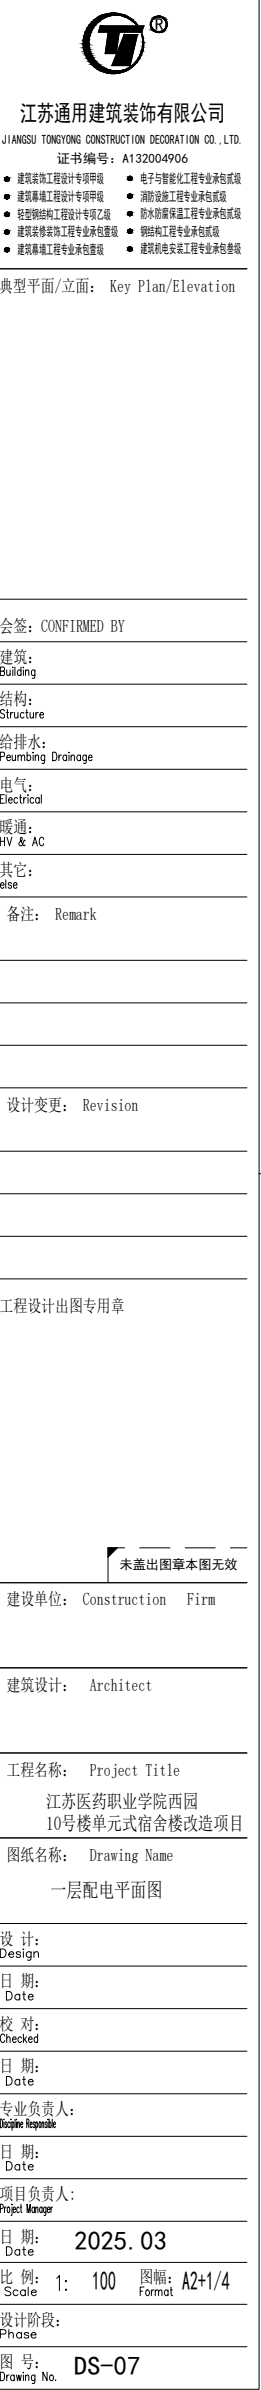 ®
江苏通用建筑装饰有限公司
JIANGSU TONGYONG CONSTRUCTION DECORATION CO.,LTD.
证书编号：A132004906
● 建筑装饰工程设计专项甲级 ● 电子与智能化工程专业承包贰级
● 建筑幕墙工程设计专项甲级 ● 消防设施工程专业承包贰级
● 轻型钢结构工程设计专项乙级 ● 防水防腐保温工程专业承包贰级
● 建筑装修装饰工程专业承包壹级 ● 钢结构工程专业承包贰级
● 建筑幕墙工程专业承包壹级 ● 建筑机电安装工程专业承包叁级
典型平面/立面： Key Plan/Elevation
会签：CONFIRMED BY
建筑：
Building
结构：
Structure
给排水：
Peumbing Drainage
电气：
Electrical
暖通：
HV & AC
其它：
else
备注： Remark
设计变更： Revision
工程设计出图专用章
未盖出图章本图无效
建设单位： Construction Firm
建筑设计： Architect
工程名称： Project Title
江苏医药职业学院西园
10号楼单元式宿舍楼改造项目
图纸名称： Drawing Name
一层配电平面图
设 计：
Design
日 期：
Date
校 对：
Checked
日 期：
Date
专业负责人：
Discipline Responsible
日 期：
Date
项目负责人：
Project Manager
日 期： 2025.03
Date
比 例： 1: 100 图幅： A2+1/4
Scale Format
设计阶段：
Phase
图 号： DS-07
Drawing No.